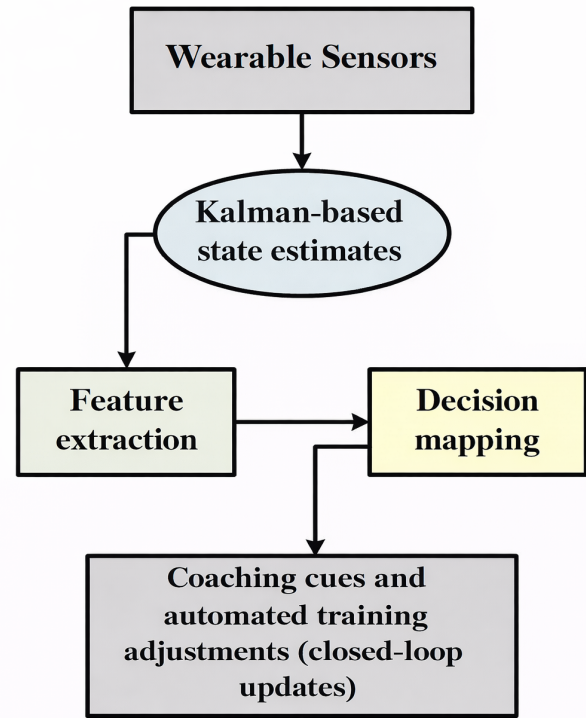 Wearable Sensors
Kalman-based
state estimates
Feature
extraction
Decision
mapping
Coaching cues and
automated training
adjustments (closed-loop
updates)